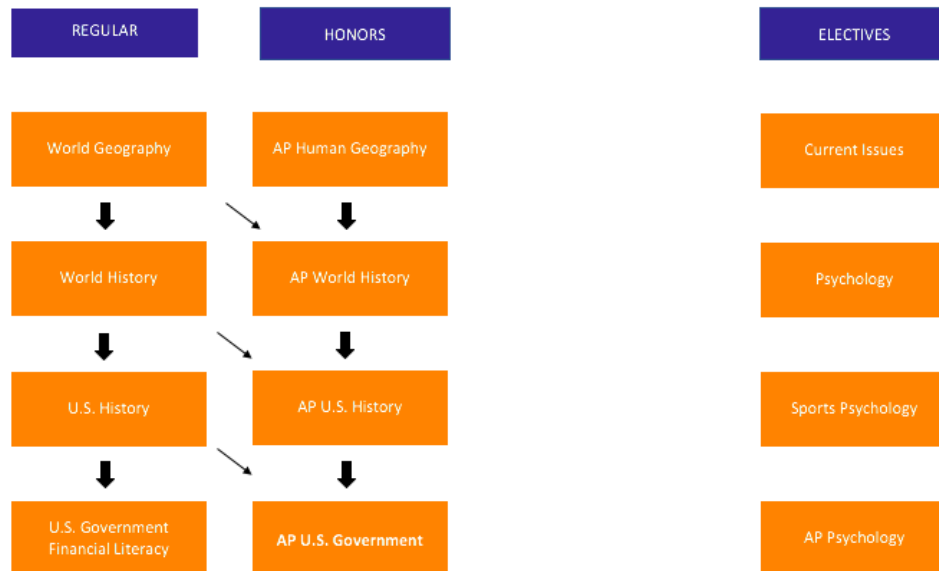 REGULAR
HONORS
ELECTIVES
World Geography
AP Human Geography
Current Issues
World History
AP World History
Psychology
U.S. History
AP U.S. History
Sports Psychology
U.S. Government
Financial Literacy
AP U.S. Government
AP Psychology